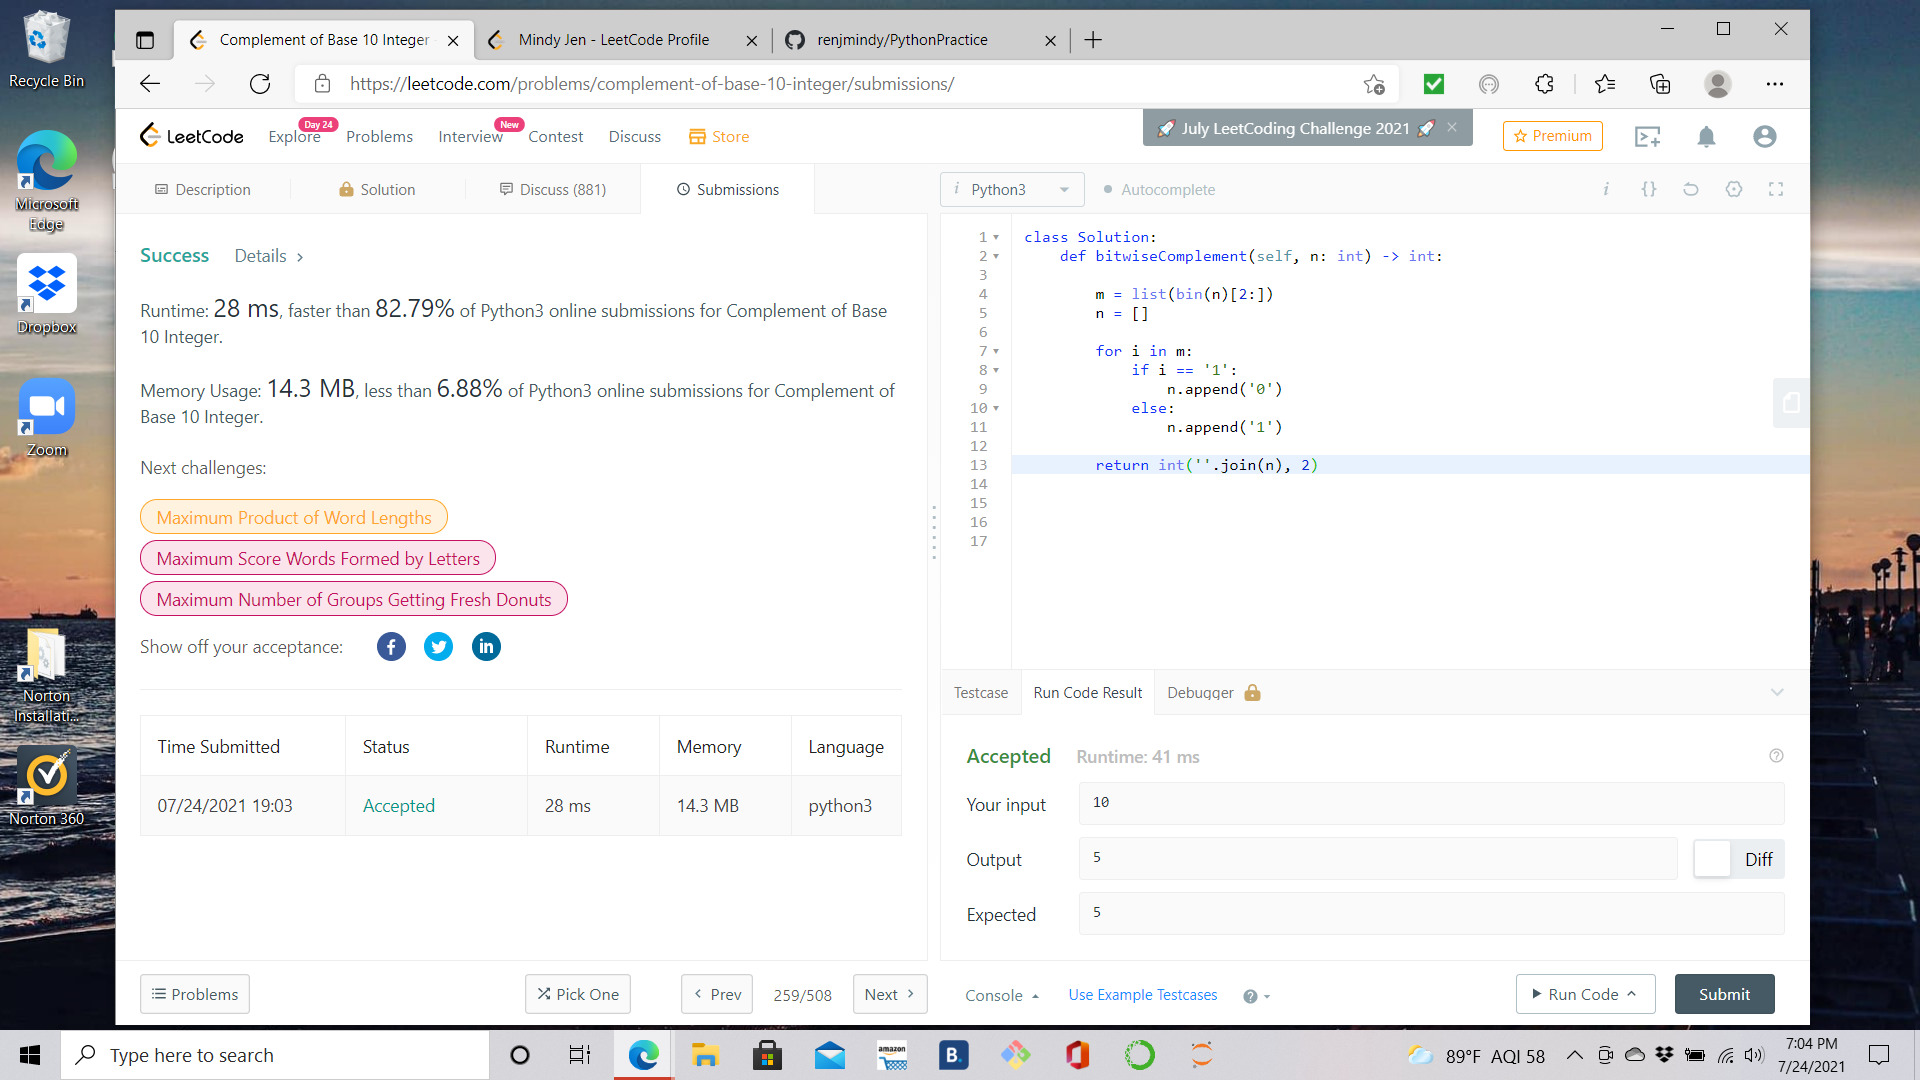 Recycle Bin
Microsoft
Edge
Dropbox
Zoom
Norton
Installati...
Norton 360
Complement of Base 10 Integer
Mindy Jen - LeetCode Profile
renjmindy/PythonPractice
https://leetcode.com/problems/complement-of-base-10-integer/submissions/
LeetCode
Explore
Day 24
Problems
Interview
New
Contest
Discuss
Store
🚀 July LeetCoding Challenge 2021 🚀
Premium
Description
Solution
Discuss (881)
Submissions
i Python3
Autocomplete
Success
Details
Runtime: 28 ms, faster than 82.79% of Python3 online submissions for Complement of Base
10 Integer.
Memory Usage: 14.3 MB, less than 6.88% of Python3 online submissions for Complement of
Base 10 Integer.
Next challenges:
Maximum Product of Word Lengths
Maximum Score Words Formed by Letters
Maximum Number of Groups Getting Fresh Donuts
Show off your acceptance:
Time Submitted Status Runtime Memory Language
07/24/2021 19:03 Accepted 28 ms 14.3 MB python3
1 class Solution:
2     def bitwiseComplement(self, n: int) -> int:
3
4         m = list(bin(n)[2:])
5         n = []
6
7         for i in m:
8             if i == '1':
9                 n.append('0')
10             else:
11                 n.append('1')
12
13         return int(''.join(n), 2)
14
15
16
17
Testcase
Run Code Result
Debugger
Accepted
Runtime: 41 ms
Your input
10
Output
5
Diff
Expected
5
Problems
Pick One
Prev
259/508
Next
Console
Use Example Testcases
Run Code
Submit
Type here to search
amazon
B.
89°F AQI 58
7:04 PM
7/24/2021